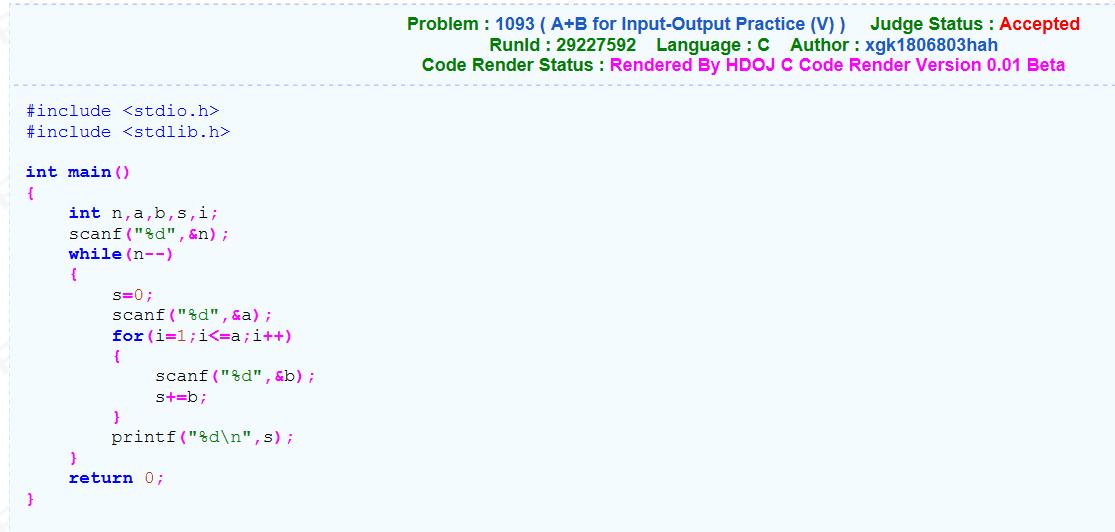 Problem : 1093 ( A+B for Input-Output Practice (V) )     Judge Status : Accepted
RunId : 29227592    Language : C    Author : xgk1806803hah
Code Render Status : Rendered By HDOJ C Code Render Version 0.01 Beta
#include <stdio.h>
#include <stdlib.h>
int main()
{
    int n,a,b,s,i;
    scanf("%d",&n);
    while(n--)
    {
        s=0;
        scanf("%d",&a);
        for(i=1;i<=a;i++)
        {
            scanf("%d",&b);
            s+=b;
        }
        printf("%d\n",s);
    }
    return 0;
}